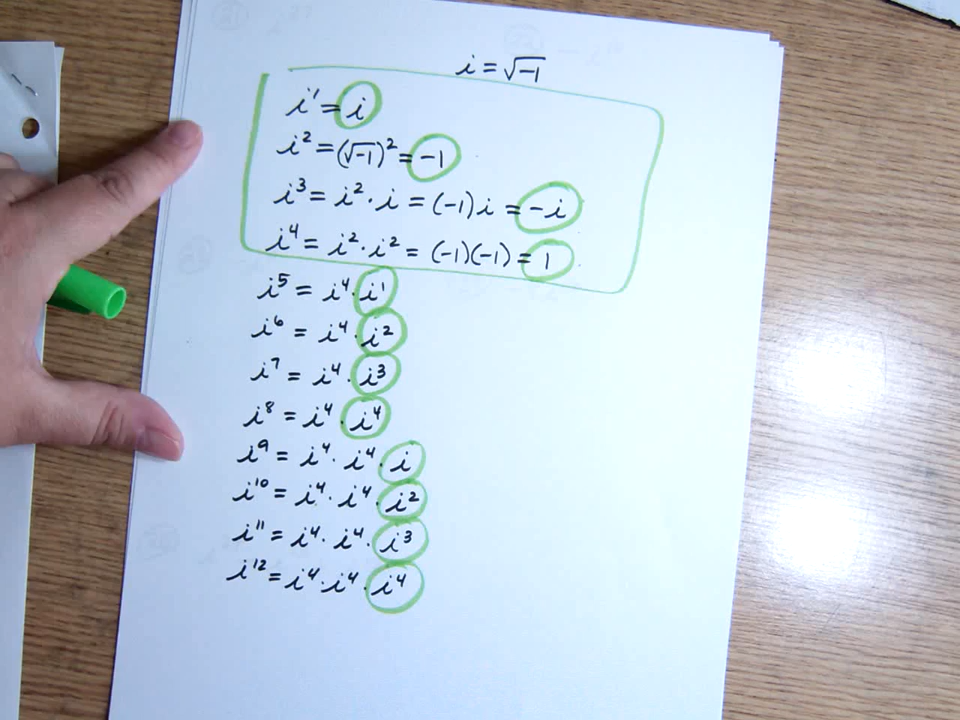 i = √-1
i¹ = i
i² = (√-1)² = -1
i³ = i² · i = (-1)i = -i
i⁴ = i² · i² = (-1)(-1) = 1
i⁵ = i⁴ · i¹
i⁶ = i⁴ · i²
i⁷ = i⁴ · i³
i⁸ = i⁴ · i⁴
i⁹ = i⁴ · i⁴ · i
i¹⁰ = i⁴ · i⁴ · i²
i¹¹ = i⁴ · i⁴ · i³
i¹² = i⁴ · i⁴ · i⁴